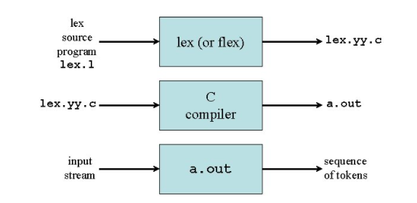 lex
source
program
lex.l
lex (or flex)
lex.yy.c
lex.yy.c
C
compiler
a.out
input
stream
a.out
sequence
of tokens